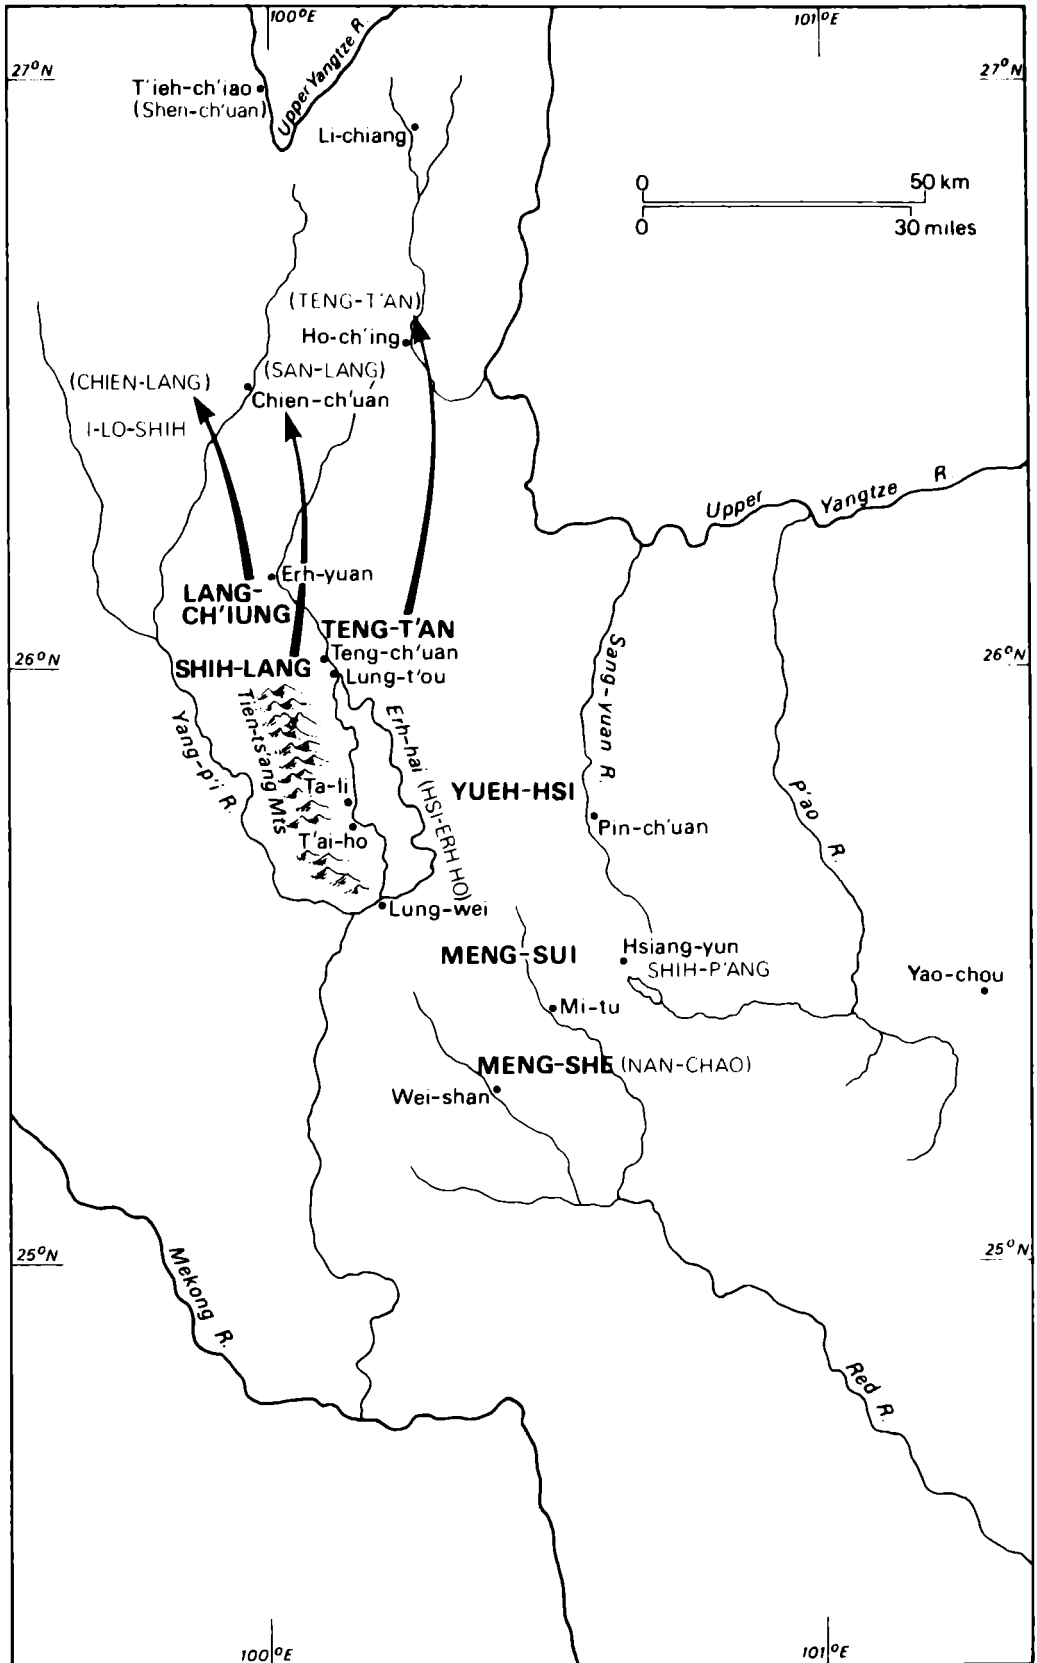 100°E
101°E
27°N
27°N
T'ieh-ch'iao
(Shen-ch'uan)
Upper Yangtze R.
Li-chiang
0
50 km
0
30 miles
(TENG-T'AN)
Ho-ch'ing
(SAN-LANG)
(CHIEN-LANG)
Chien-ch'uan
I-LO-SHIH
Upper Yangtze R
Erh-yuan
LANG-
CH'IUNG
TENG-T'AN
Teng-ch'uan
26°N
SHIH-LANG
Lung-t'ou
26°N
Yang-p'i R.
Tien-ts'ang Mts
Erh-hai (HSI-ERH HO)
Sang-yuan R.
Ta-li
YUEH-HSI
P'ao R.
Pin-ch'uan
T'ai-ho
Lung-wei
MENG-SUI
Hsiang-yun
SHIH-P'ANG
Yao-chou
Mi-tu
MENG-SHE (NAN-CHAO)
Wei-shan
25°N
25°N
Mekong R.
Red R.
100°E
101°E